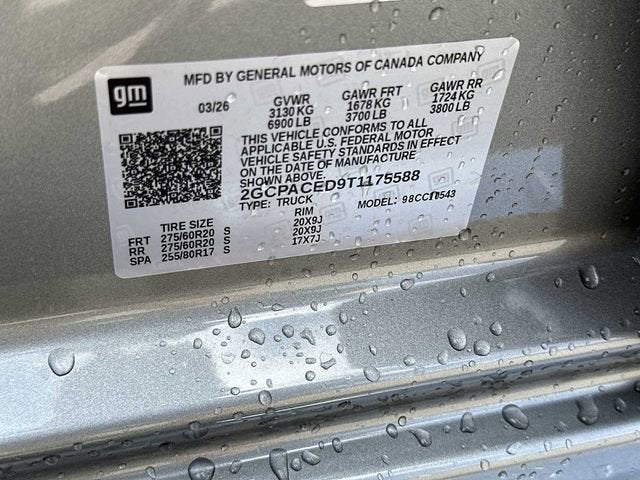 MFD BY GENERAL MOTORS OF CANADA COMPANY
gm
03/26 GVWR GAWR FRT GAWR RR
3130 KG 1678 KG 1724 KG
6900 LB 3700 LB 3800 LB
THIS VEHICLE CONFORMS TO ALL
APPLICABLE U.S. FEDERAL MOTOR
VEHICLE SAFETY STANDARDS IN EFFECT
ON THE DATE OF MANUFACTURE
SHOWN ABOVE.
2GCPACED9T1175588
TYPE: TRUCK MODEL: 98CC10543
TIRE SIZE RIM
FRT 275/60R20 S 20X9J
RR 275/60R20 S 20X9J
SPA 255/80R17 S 17X7J